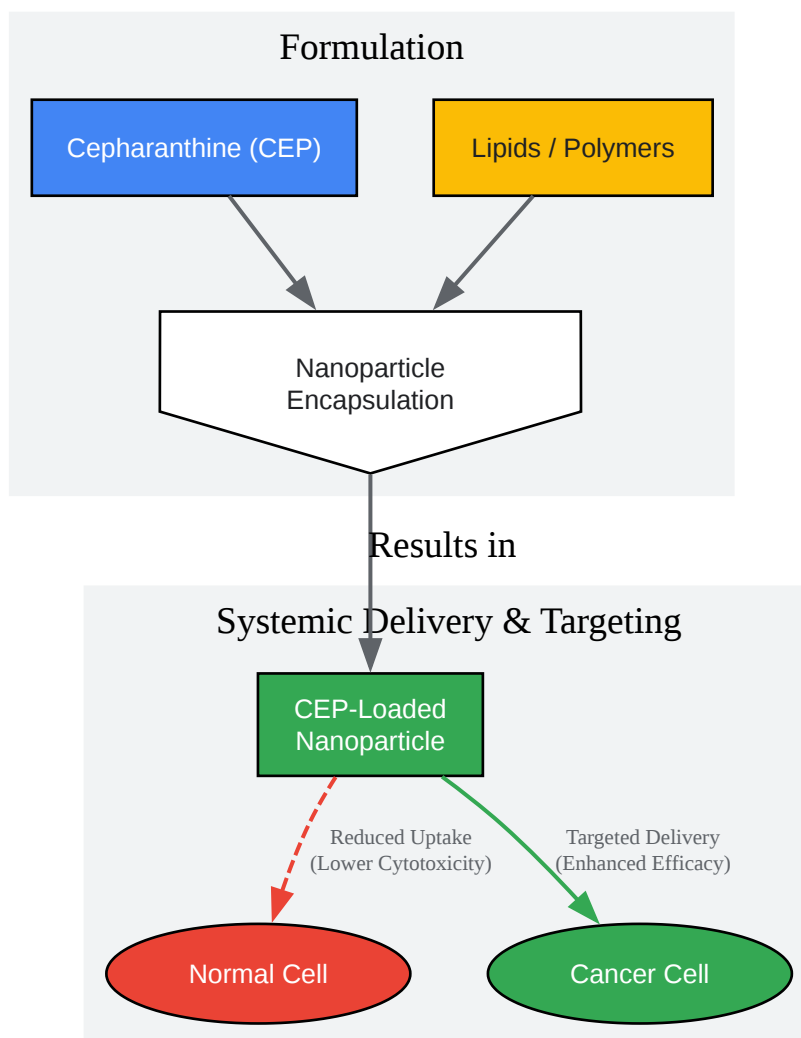 Formulation
Cepharanthine (CEP)
Lipids / Polymers
Nanoparticle
Encapsulation
Results in
Systemic Delivery & Targeting
CEP-Loaded
Nanoparticle
Reduced Uptake
(Lower Cytotoxicity)
Targeted Delivery
(Enhanced Efficacy)
Normal Cell
Cancer Cell